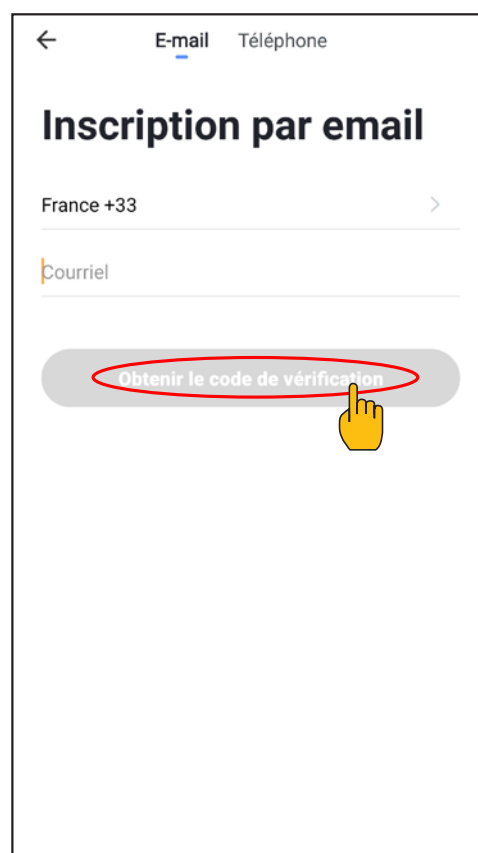 E-mail Téléphone
Inscription par email
France +33
Courriel
Obtenir le code de vérification